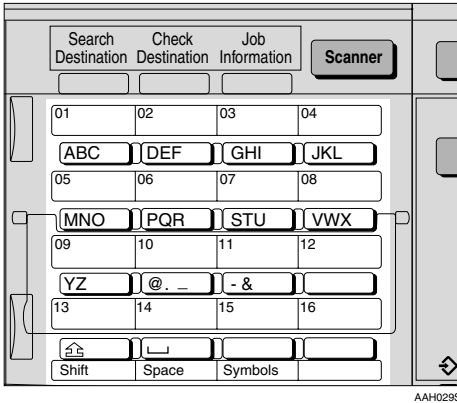 Search Check Job
Destination Destination Information Scanner
01 02 03 04
ABC DEF GHI JKL
05 06 07 08
MNO PQR STU VWX
09 10 11 12
YZ @. _ - &
13 14 15 16
Shift Space Symbols